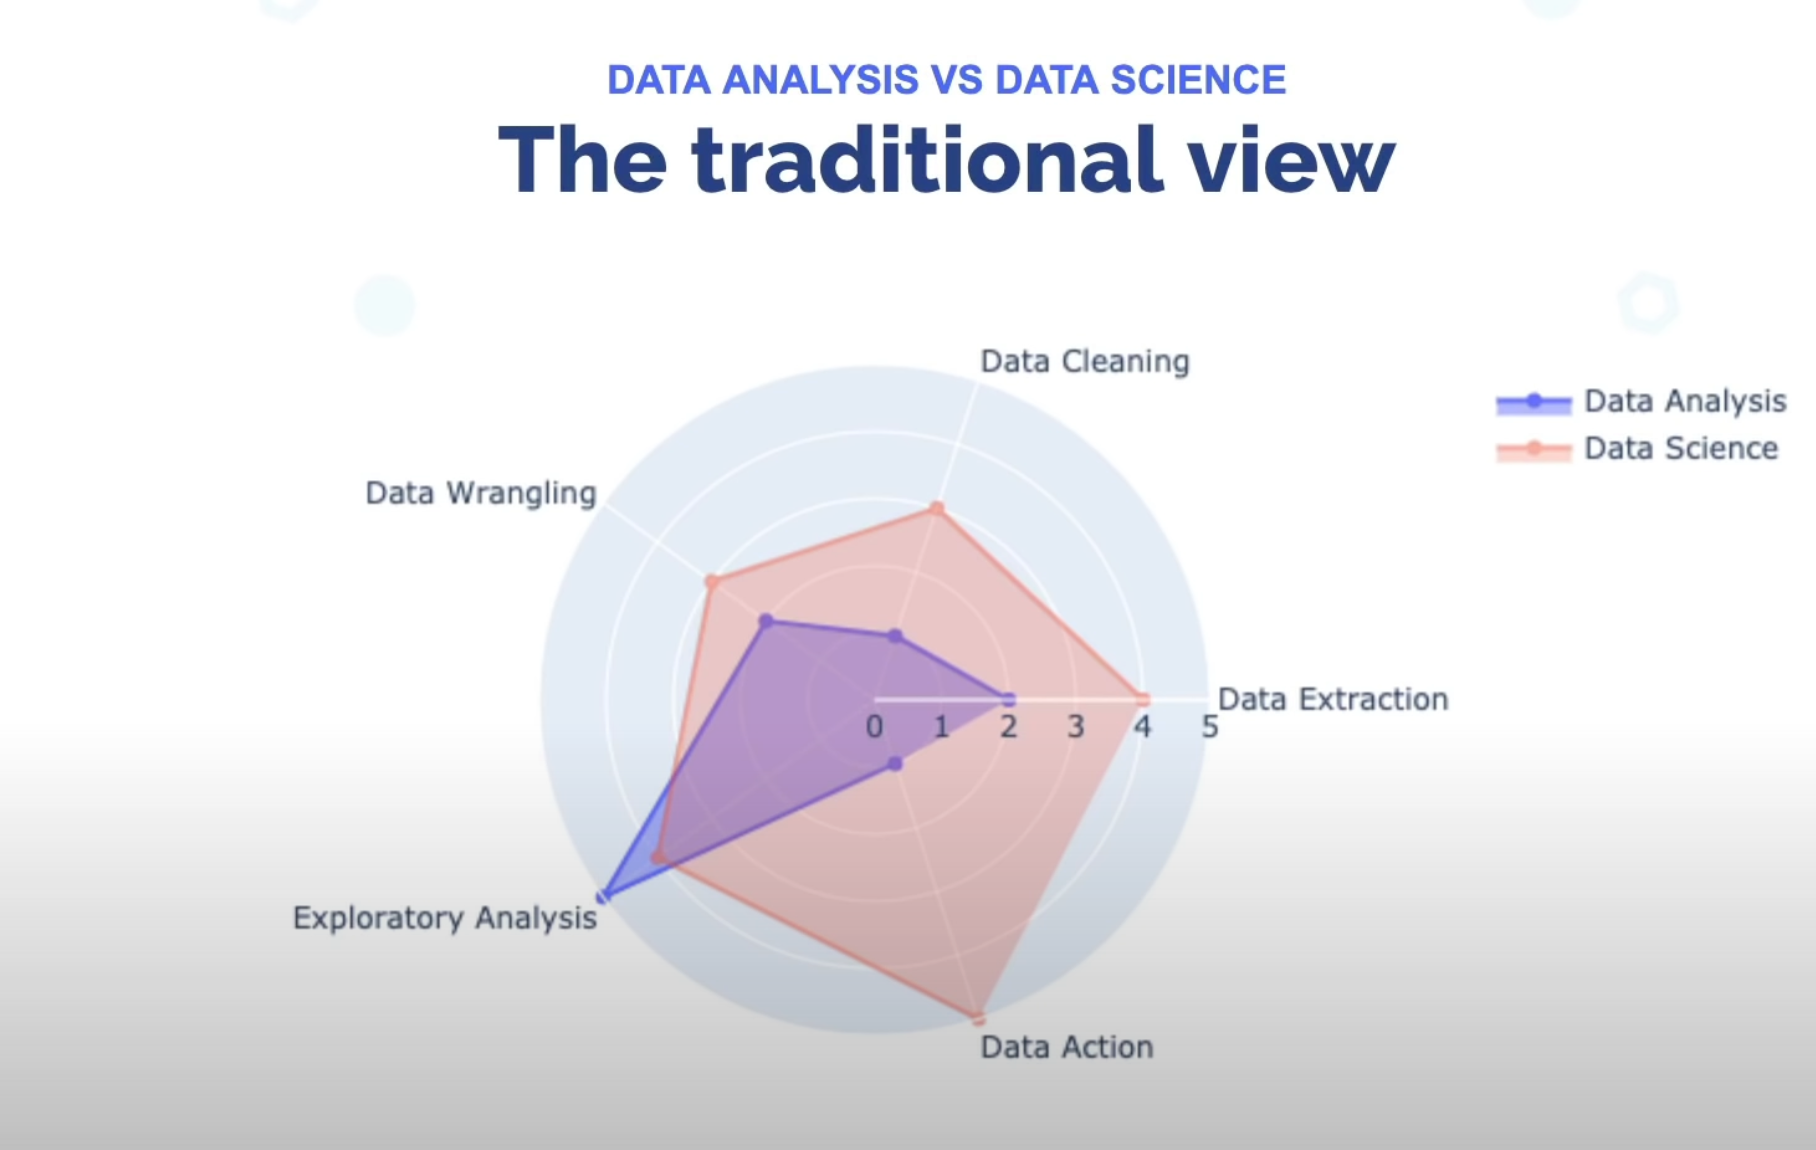 DATA ANALYSIS VS DATA SCIENCE
The traditional view
Data Cleaning
Data Analysis
Data Science
Data Wrangling
Data Extraction
0 1 2 3 4 5
Exploratory Analysis
Data Action